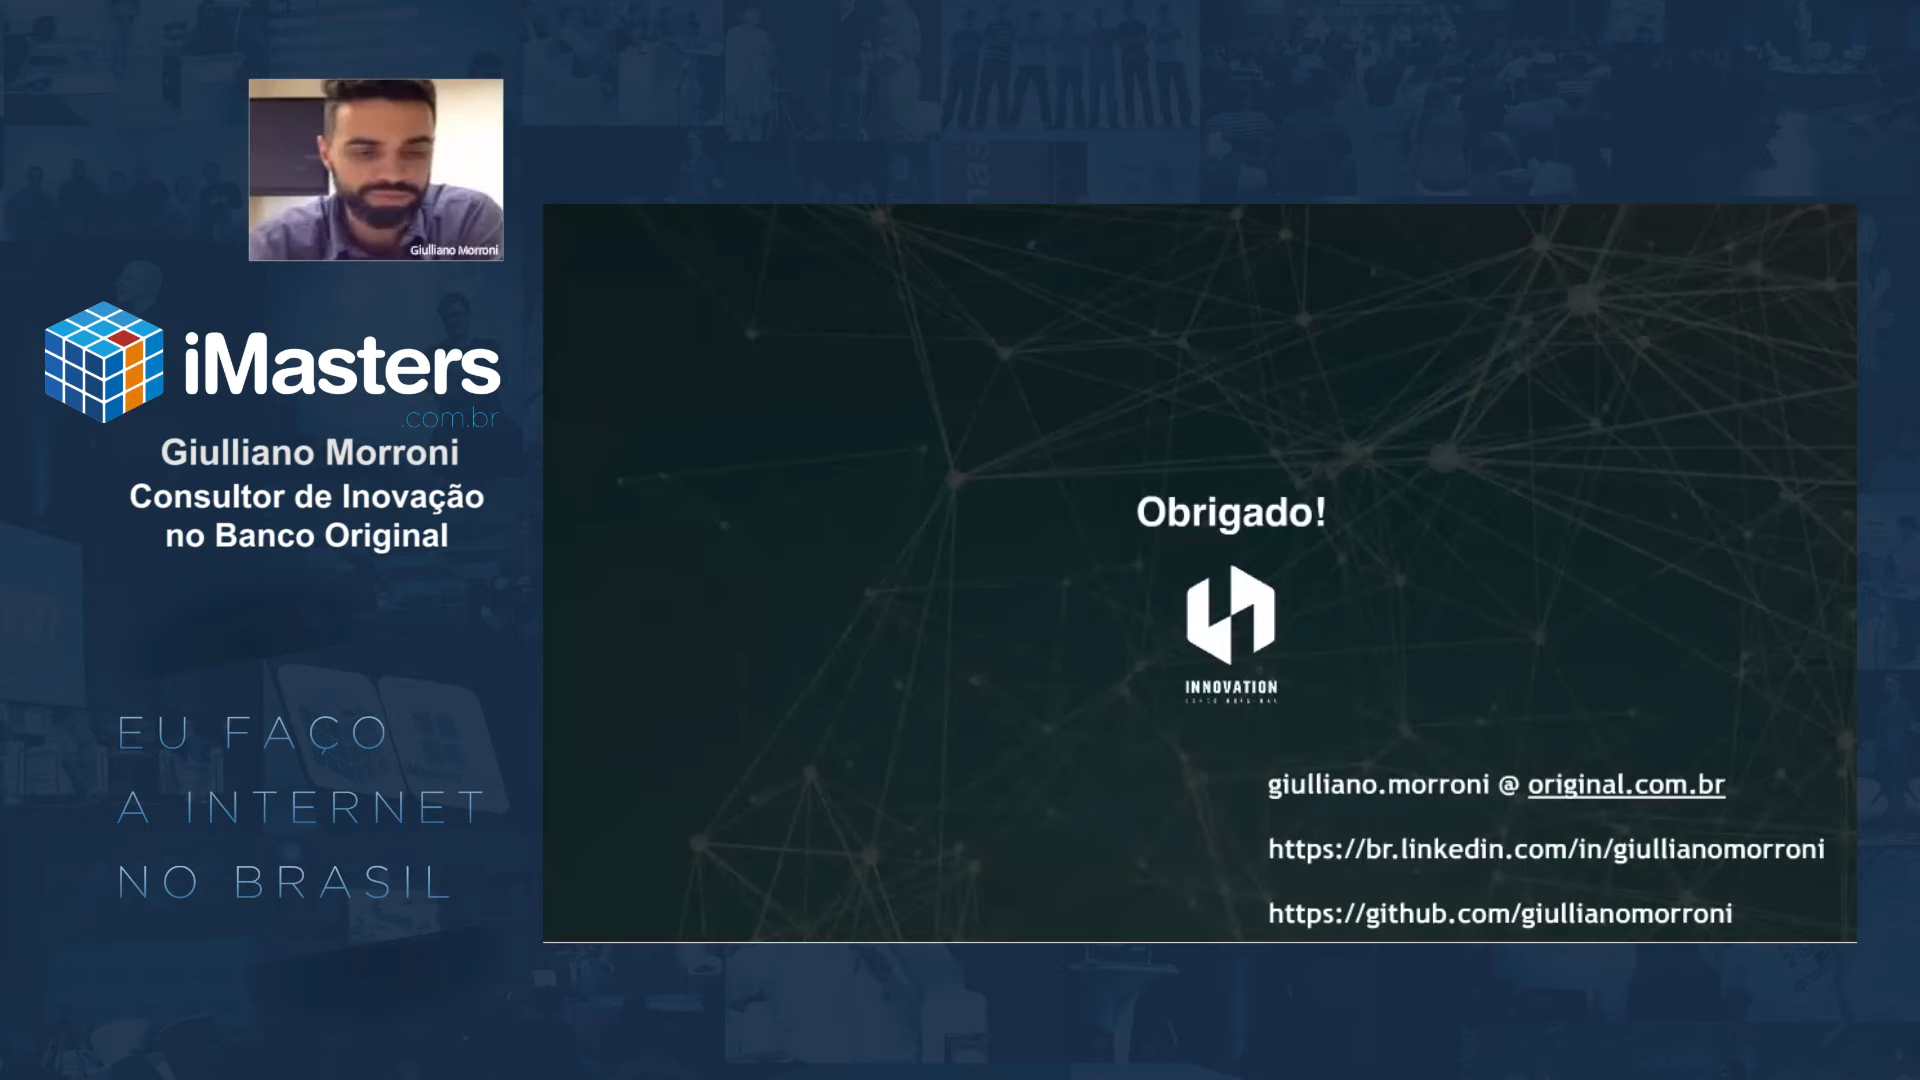 Giulliano Morroni
iMasters
.com.br
Giulliano Morroni
Consultor de Inovação
no Banco Original
EU FAÇO
A INTERNET
NO BRASIL
Obrigado!
INNOVATION
giulliano.morroni @ original.com.br
https://br.linkedin.com/in/giullianomorroni
https://github.com/giullianomorroni